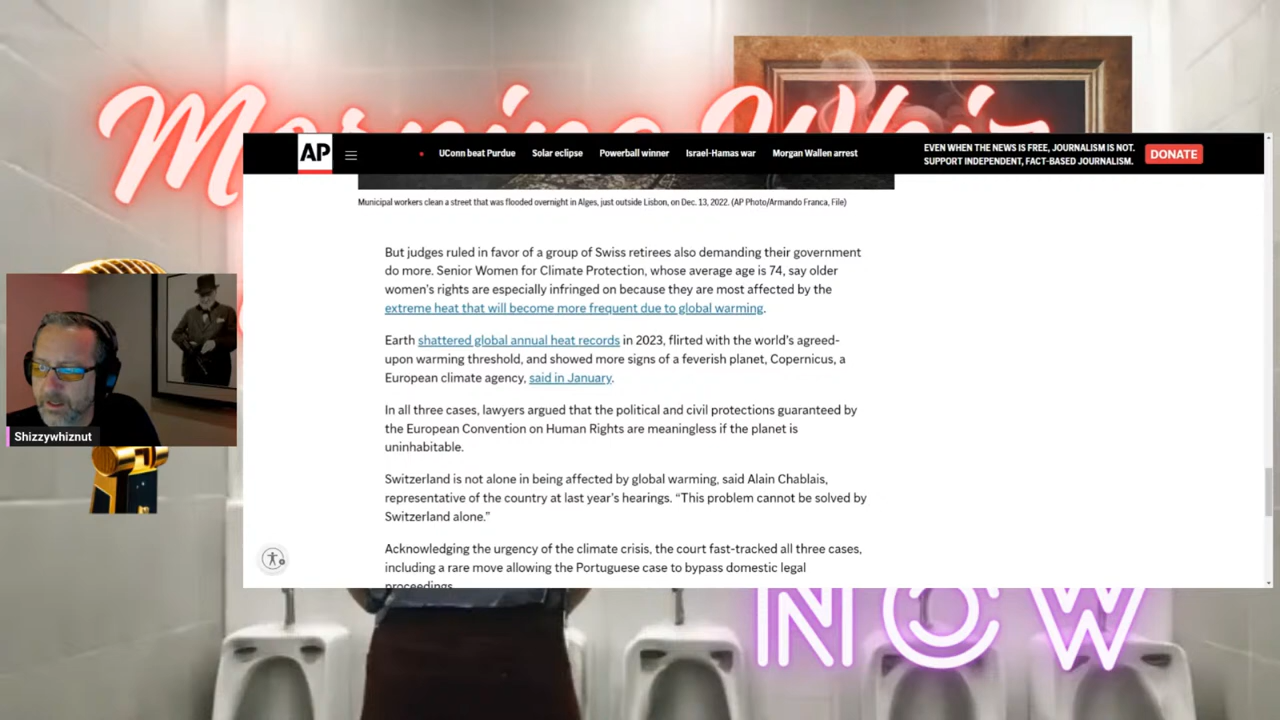 Morning Whiz
AP
UConn beat Purdue
Solar eclipse
Powerball winner
Israel-Hamas war
Morgan Wallen arrest
EVEN WHEN THE NEWS IS FREE, JOURNALISM IS NOT.
SUPPORT INDEPENDENT, FACT-BASED JOURNALISM.
DONATE
Municipal workers clean a street that was flooded overnight in Alges, just outside Lisbon, on Dec. 13, 2022. (AP Photo/Armando Franca, File)
But judges ruled in favor of a group of Swiss retirees also demanding their government
do more. Senior Women for Climate Protection, whose average age is 74, say older
women's rights are especially infringed on because they are most affected by the
extreme heat that will become more frequent due to global warming.
Earth shattered global annual heat records in 2023, flirted with the world's agreed-
upon warming threshold, and showed more signs of a feverish planet, Copernicus, a
European climate agency, said in January.
In all three cases, lawyers argued that the political and civil protections guaranteed by
the European Convention on Human Rights are meaningless if the planet is
uninhabitable.
Switzerland is not alone in being affected by global warming, said Alain Chablais,
representative of the country at last year's hearings. “This problem cannot be solved by
Switzerland alone.”
Acknowledging the urgency of the climate crisis, the court fast-tracked all three cases,
including a rare move allowing the Portuguese case to bypass domestic legal
proceedings.
Shizzywhiznut
NOW